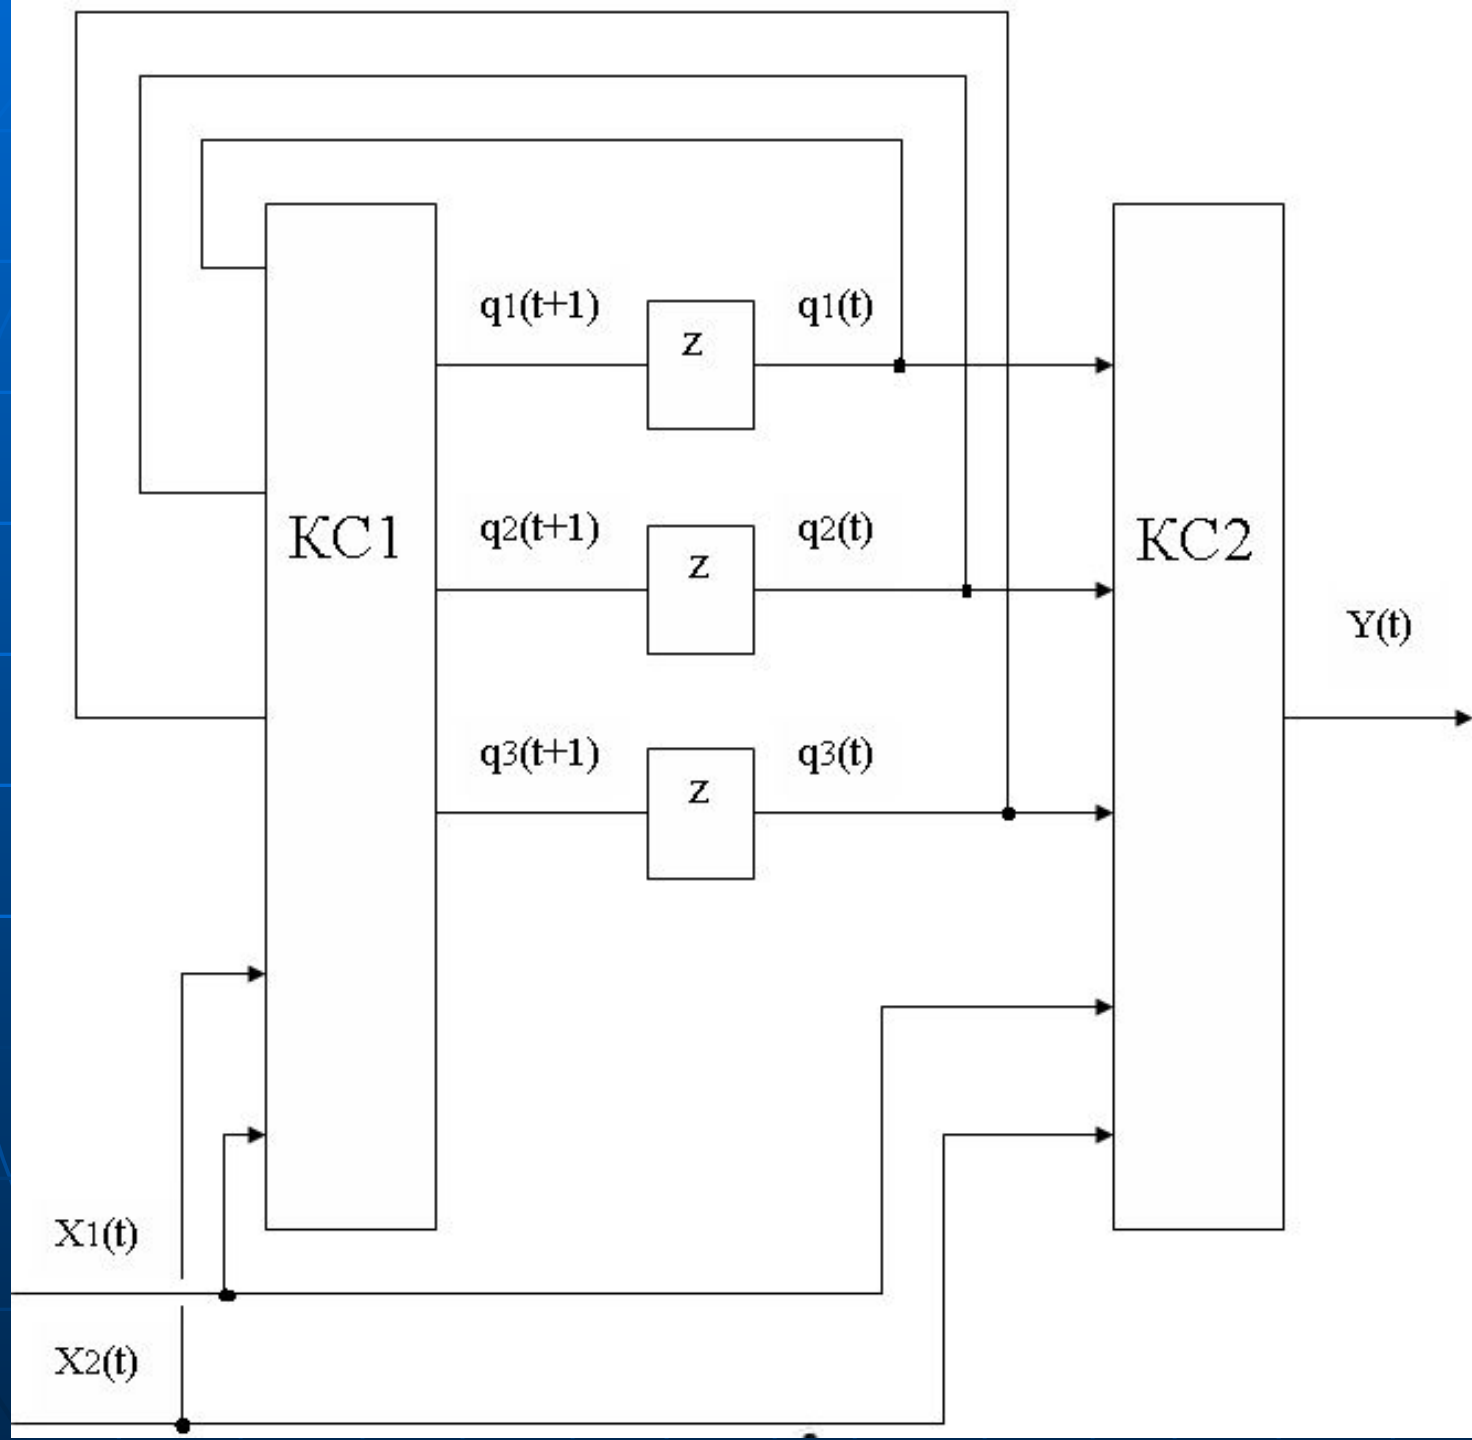 q1(t+1)
z
q1(t)
КС1
q2(t+1)
z
q2(t)
КС2
Y(t)
q3(t+1)
z
q3(t)
X1(t)
X2(t)